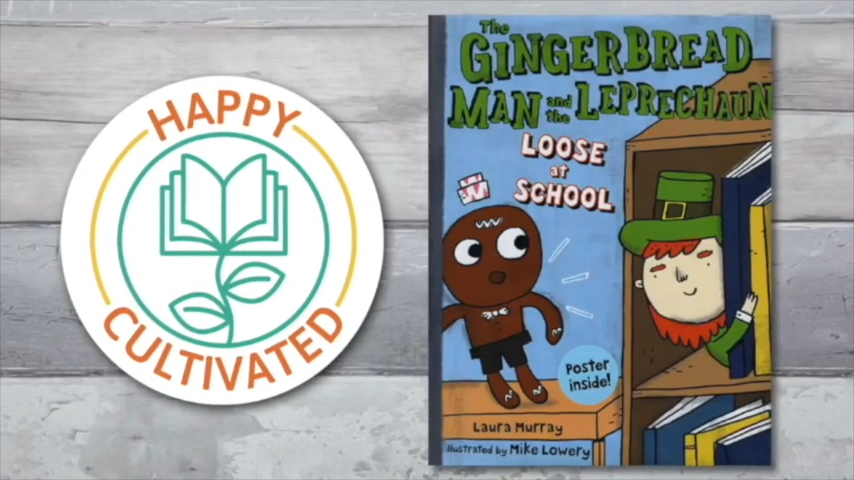 HAPPY
CULTIVATED
The
GINGERBREAD
MAN and the LEPRECHAUN
LOOSE
at
SCHOOL
Poster
inside!
Laura Murray
illustrated by Mike Lowery